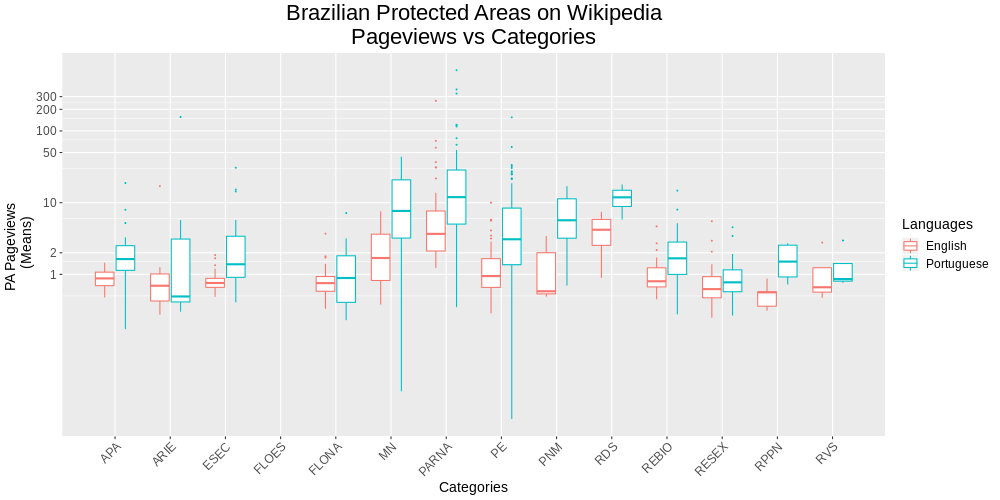 Brazilian Protected Areas on Wikipedia
Pageviews vs Categories
300
200
100
50
10
2
1
PA Pageviews
(Means)
APA
ARIE
ESEC
FLOES
FLONA
MN
PARNA
PE
PNM
RDS
REBIO
RESEX
RPPN
RVS
Categories
Languages
English
Portuguese